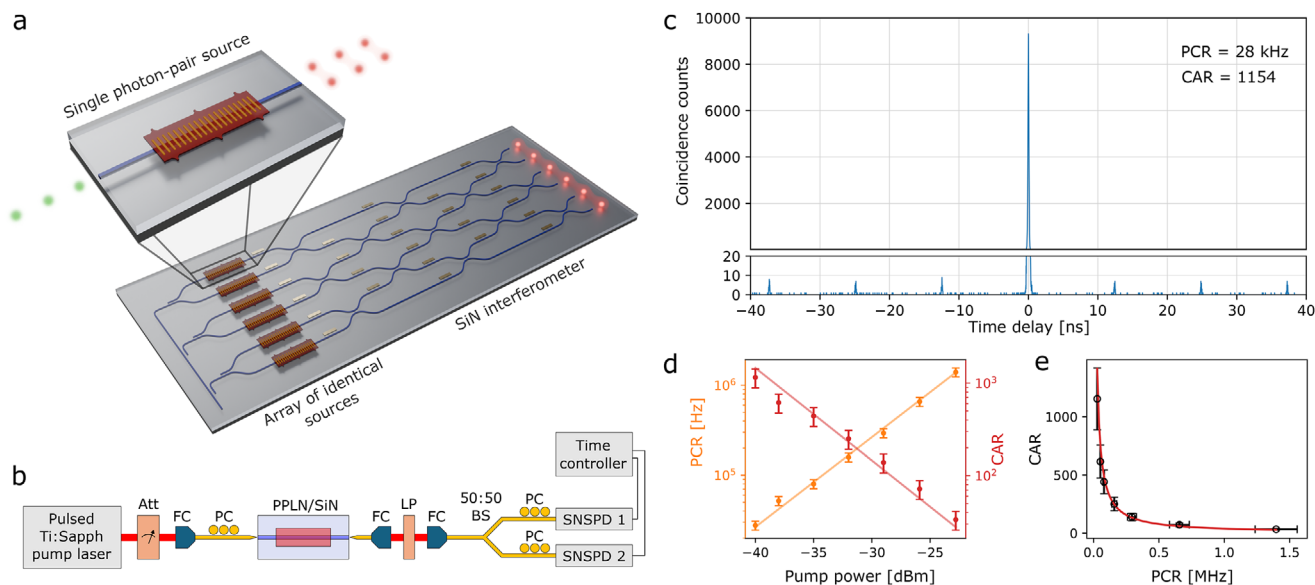 a
Single photon-pair source
Array of identical
sources
SiN interferometer
b
Pulsed
Ti:Sapph
pump laser
Att
FC
PC
PPLN/SiN
FC
LP
FC
50:50
BS
PC
PC
SNSPD 1
SNSPD 2
Time
controller
c
PCR = 28 kHz
CAR = 1154
Coincidence counts
10000
8000
6000
4000
2000
20
10
0
−40 −30 −20 −10 0 10 20 30 40
Time delay [ns]
d
PCR [Hz]
10⁶
10⁵
CAR
10³
10²
−40 −35 −30 −25
Pump power [dBm]
e
CAR
1000
500
0
0.0 0.5 1.0 1.5
PCR [MHz]